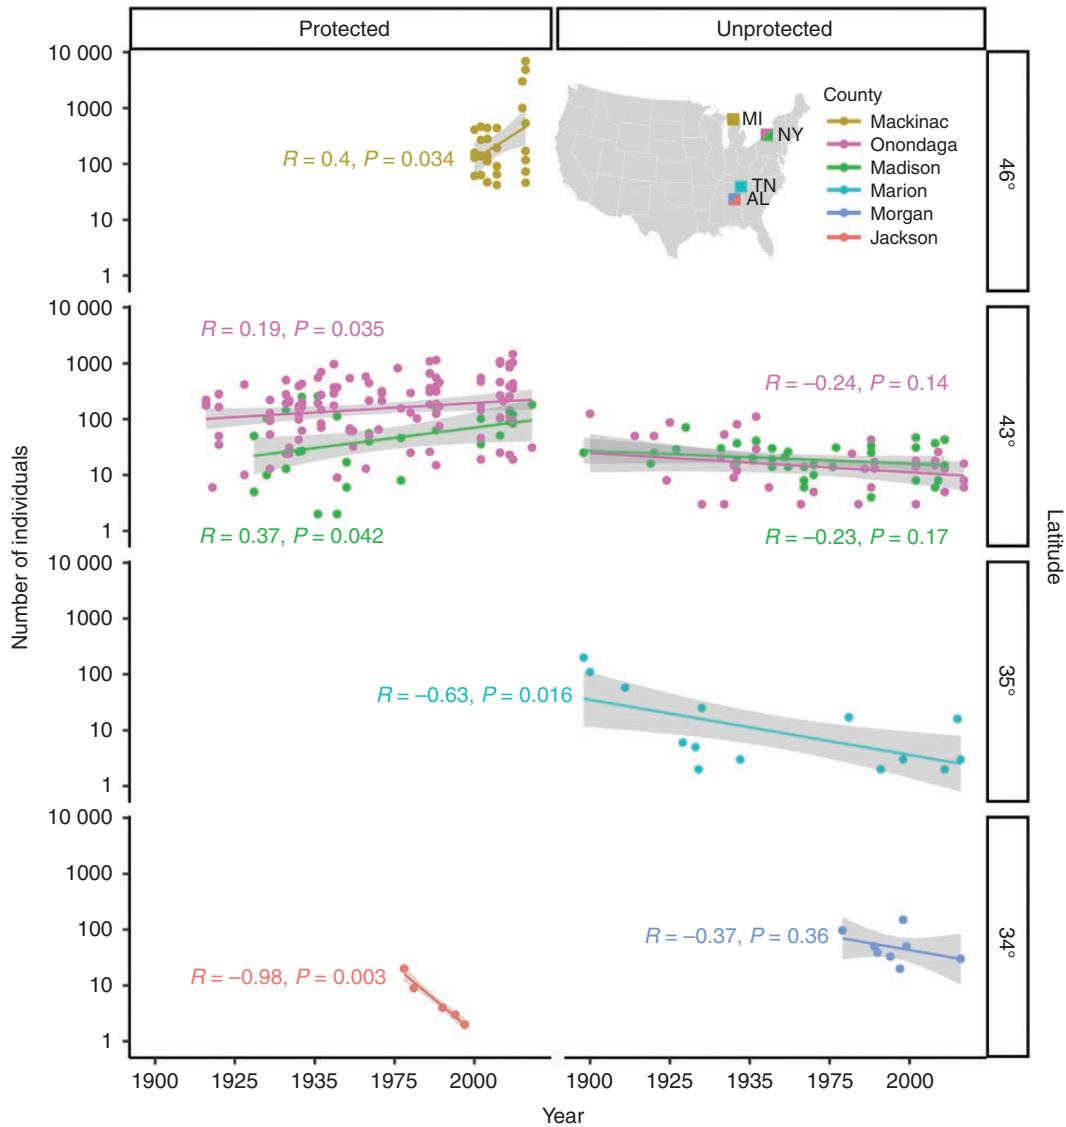 Protected
Unprotected
10 000
1000
100
10
1
R = 0.4, P = 0.034
MI
NY
TN
AL
County
Mackinac
Onondaga
Madison
Marion
Morgan
Jackson
46°
10 000
1000
100
10
1
R = 0.19, P = 0.035
R = 0.37, P = 0.042
R = –0.24, P = 0.14
R = –0.23, P = 0.17
43°
Number of individuals
Latitude
10 000
1000
100
10
1
R = –0.63, P = 0.016
35°
10 000
1000
100
10
1
R = –0.98, P = 0.003
R = –0.37, P = 0.36
34°
1900 1925 1935 1975 2000
1900 1925 1935 1975 2000
Year